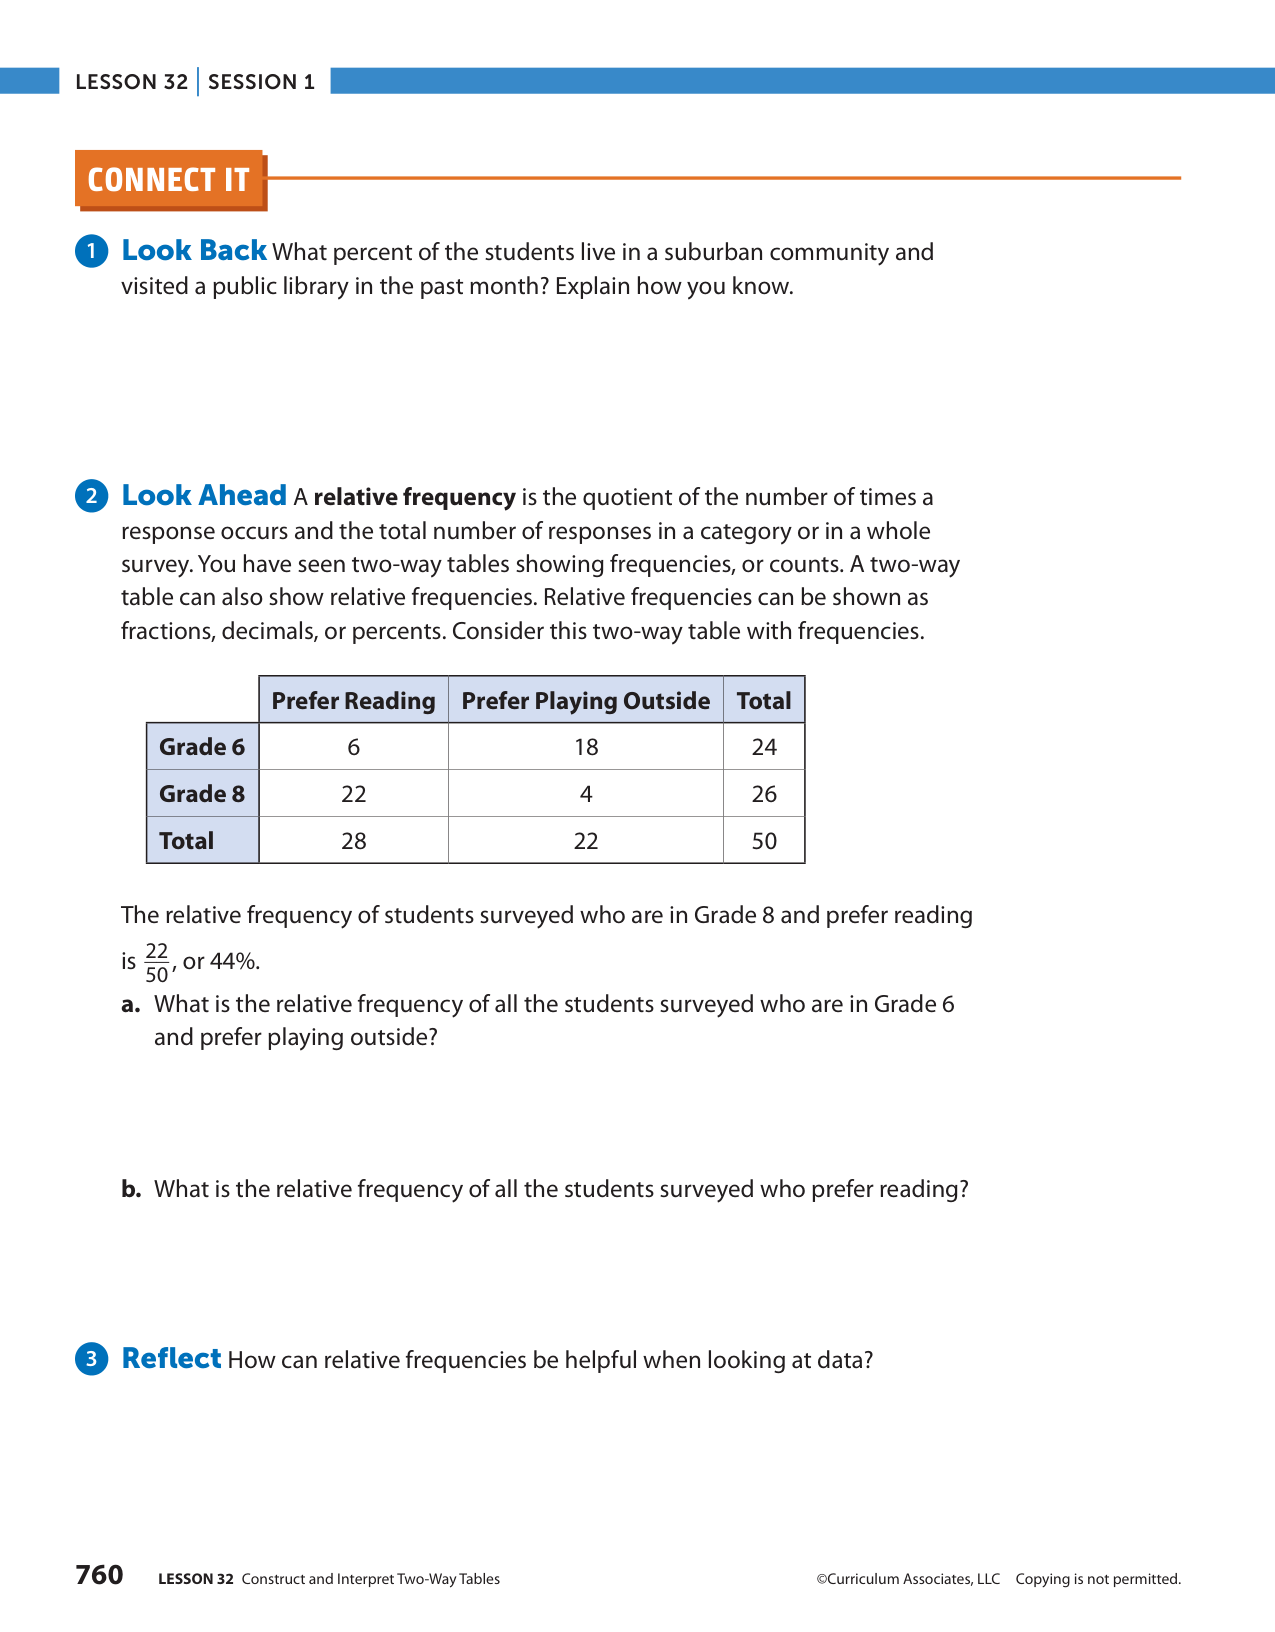 LESSON 32 | SESSION 1
CONNECT IT
1 Look Back What percent of the students live in a suburban community and
visited a public library in the past month? Explain how you know.
2 Look Ahead A relative frequency is the quotient of the number of times a
response occurs and the total number of responses in a category or in a whole
survey. You have seen two-way tables showing frequencies, or counts. A two-way
table can also show relative frequencies. Relative frequencies can be shown as
fractions, decimals, or percents. Consider this two-way table with frequencies.
Prefer Reading Prefer Playing Outside Total
Grade 6 6 18 24
Grade 8 22 4 26
Total 28 22 50
The relative frequency of students surveyed who are in Grade 8 and prefer reading
is 22/50, or 44%.
a. What is the relative frequency of all the students surveyed who are in Grade 6
and prefer playing outside?
b. What is the relative frequency of all the students surveyed who prefer reading?
3 Reflect How can relative frequencies be helpful when looking at data?
760 LESSON 32 Construct and Interpret Two-Way Tables ©Curriculum Associates, LLC Copying is not permitted.